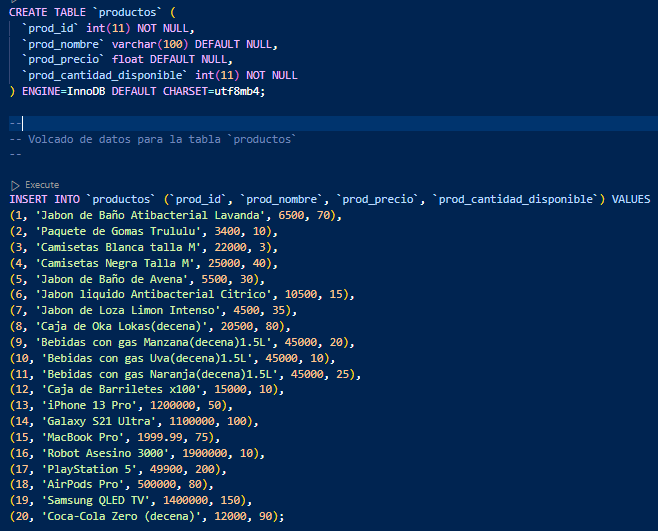 CREATE TABLE `productos` (
  `prod_id` int(11) NOT NULL,
  `prod_nombre` varchar(100) DEFAULT NULL,
  `prod_precio` float DEFAULT NULL,
  `prod_cantidad_disponible` int(11) NOT NULL
) ENGINE=InnoDB DEFAULT CHARSET=utf8mb4;
--
-- Volcado de datos para la tabla `productos`
--
Execute
INSERT INTO `productos` (`prod_id`, `prod_nombre`, `prod_precio`, `prod_cantidad_disponible`) VALUES
(1, 'Jabon de Baño Atibacterial Lavanda', 6500, 70),
(2, 'Paquete de Gomas Trululu', 3400, 10),
(3, 'Camisetas Blanca talla M', 22000, 3),
(4, 'Camisetas Negra Talla M', 25000, 40),
(5, 'Jabon de Baño de Avena', 5500, 30),
(6, 'Jabon liquido Antibacterial Citrico', 10500, 15),
(7, 'Jabon de Loza Limon Intenso', 4500, 35),
(8, 'Caja de Oka Lokas(decena)', 20500, 80),
(9, 'Bebidas con gas Manzana(decena)1.5L', 45000, 20),
(10, 'Bebidas con gas Uva(decena)1.5L', 45000, 10),
(11, 'Bebidas con gas Naranja(decena)1.5L', 45000, 25),
(12, 'Caja de Barriletes x100', 15000, 10),
(13, 'iPhone 13 Pro', 1200000, 50),
(14, 'Galaxy S21 Ultra', 1100000, 100),
(15, 'MacBook Pro', 1999.99, 75),
(16, 'Robot Asesino 3000', 1900000, 10),
(17, 'PlayStation 5', 49900, 200),
(18, 'AirPods Pro', 500000, 80),
(19, 'Samsung QLED TV', 1400000, 150),
(20, 'Coca-Cola Zero (decena)', 12000, 90);